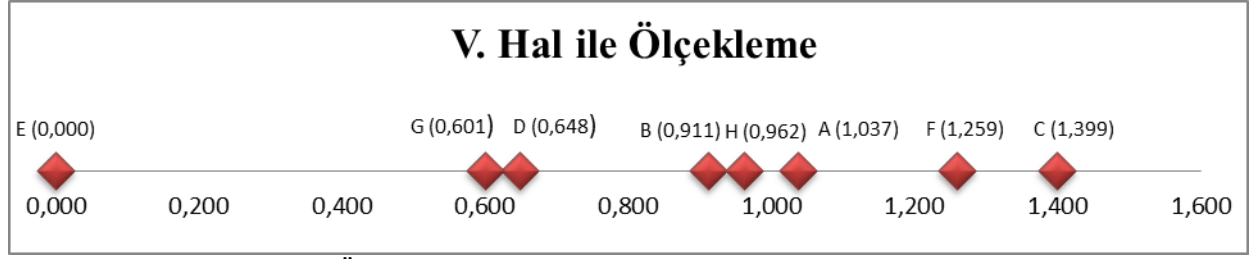 V. Hal ile Ölçekleme
E (0,000) G (0,601) D (0,648) B (0,911) H (0,962) A (1,037) F (1,259) C (1,399)
0,000 0,200 0,400 0,600 0,800 1,000 1,200 1,400 1,600